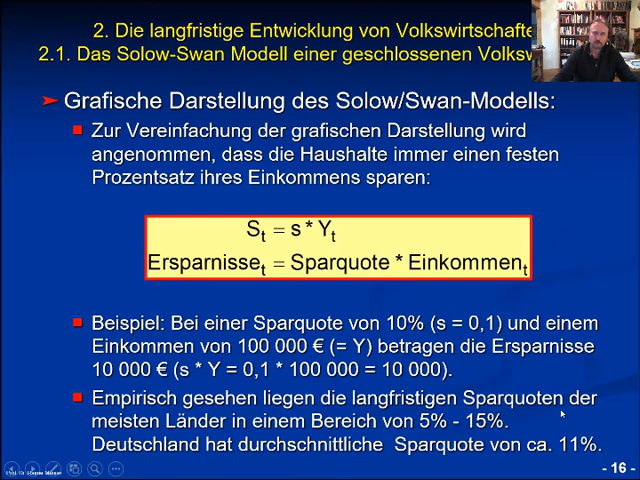 2. Die langfristige Entwicklung von Volkswirtschafte
2.1. Das Solow-Swan Modell einer geschlossenen Volksw
Grafische Darstellung des Solow/Swan-Modells:
Zur Vereinfachung der grafischen Darstellung wird
angenommen, dass die Haushalte immer einen festen
Prozentsatz ihres Einkommens sparen:
Sₜ = s * Yₜ
Ersparnisseₜ = Sparquote * Einkommenₜ
Beispiel: Bei einer Sparquote von 10% (s = 0,1) und einem
Einkommen von 100 000 € (= Y) betragen die Ersparnisse
10 000 € (s * Y = 0,1 * 100 000 = 10 000).
Empirisch gesehen liegen die langfristigen Sparquoten der
meisten Länder in einem Bereich von 5% - 15%.
Deutschland hat durchschnittliche Sparquote von ca. 11%.
- 16 -